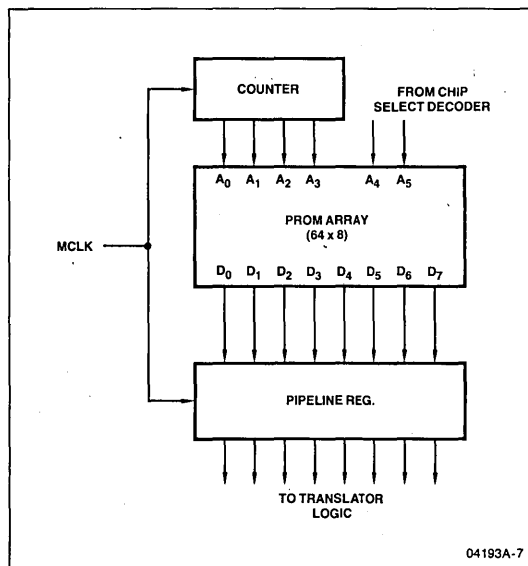 COUNTER
FROM CHIP
SELECT DECODER
A0 A1 A2 A3 A4 A5
PROM ARRAY
(64 x 8)
MCLK
D0 D1 D2 D3 D4 D5 D6 D7
PIPELINE REG.
TO TRANSLATOR
LOGIC
04193A-7